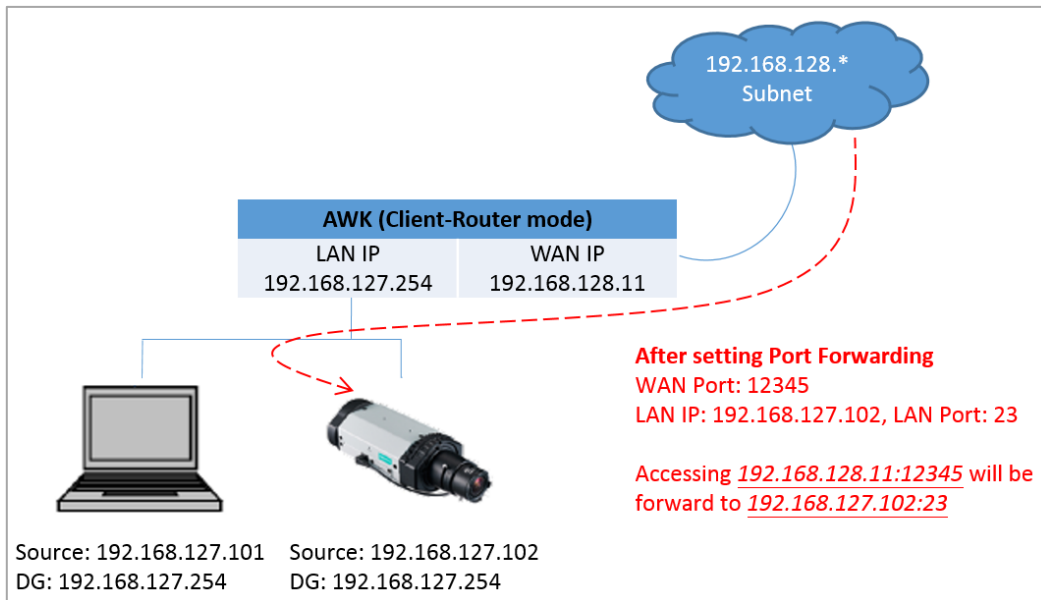 192.168.128.*
Subnet
AWK (Client-Router mode)
LAN IP
192.168.127.254
WAN IP
192.168.128.11
After setting Port Forwarding
WAN Port: 12345
LAN IP: 192.168.127.102, LAN Port: 23
Accessing 192.168.128.11:12345 will be
forward to 192.168.127.102:23
Source: 192.168.127.101
DG: 192.168.127.254
Source: 192.168.127.102
DG: 192.168.127.254